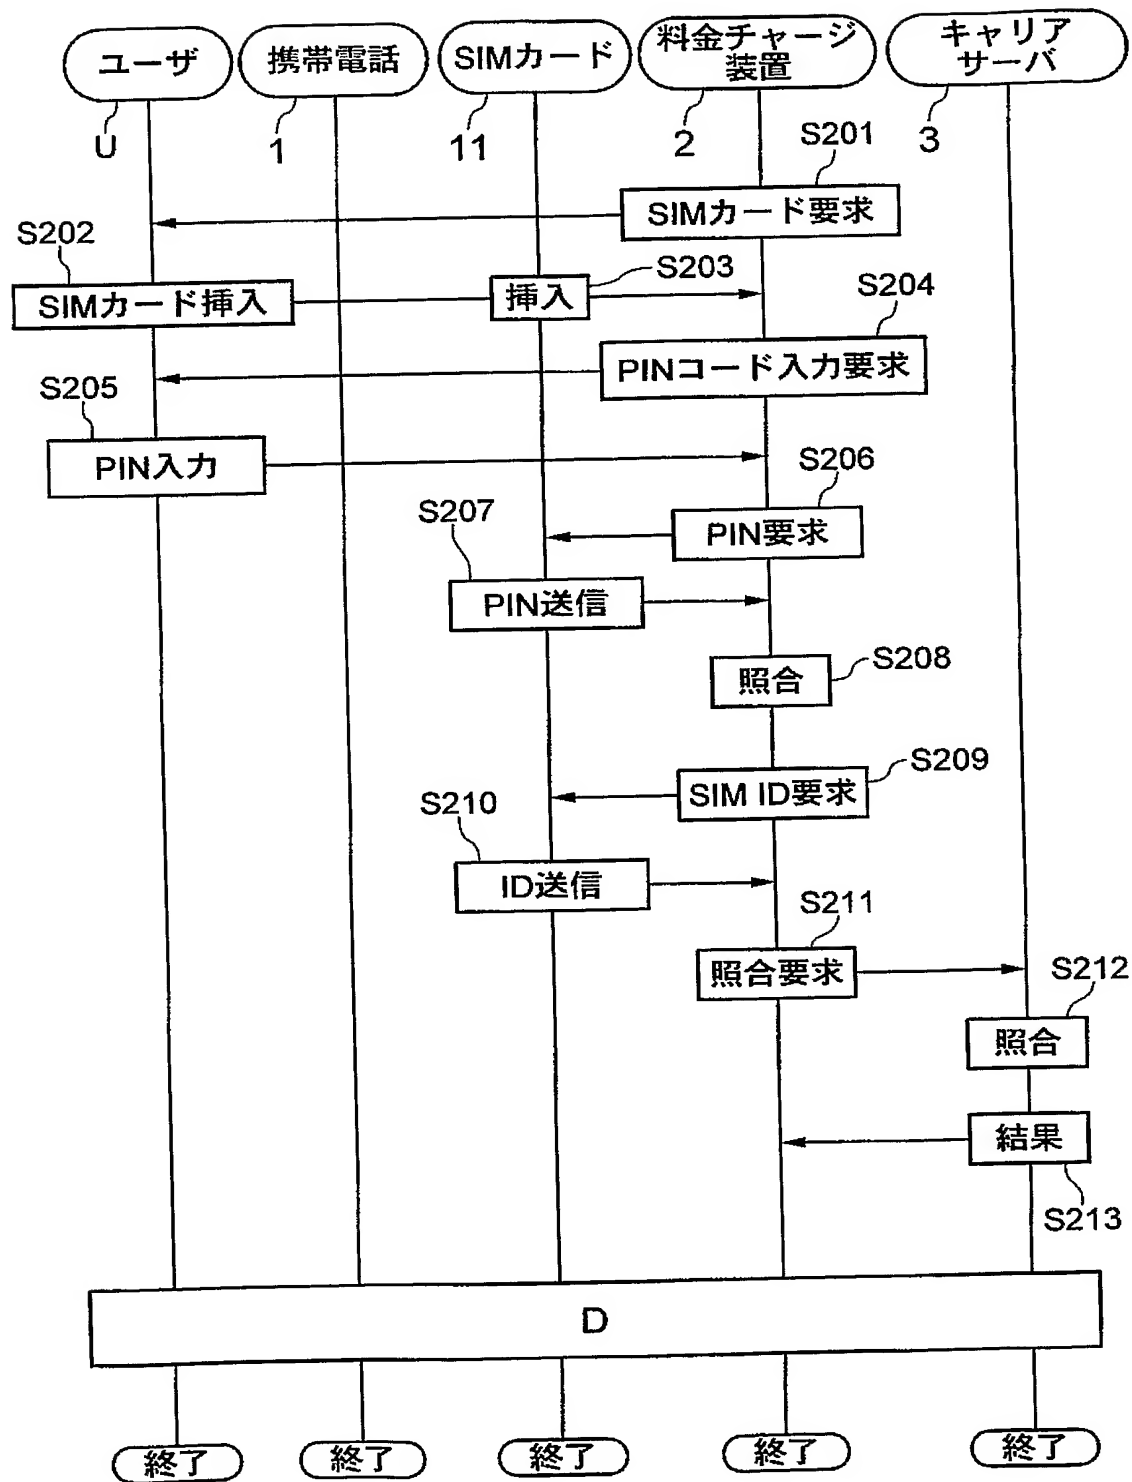 ユーザ
携帯電話
SIMカード
料金チャージ
装置
キャリア
サーバ
U
1
11
2
3
S201
SIMカード要求
S202
SIMカード挿入
S203
挿入
S204
PINコード入力要求
S205
PIN入力
S206
PIN要求
S207
PIN送信
S208
照合
S209
SIM ID要求
S210
ID送信
S211
照合要求
S212
照合
結果
S213
D
終了
終了
終了
終了
終了